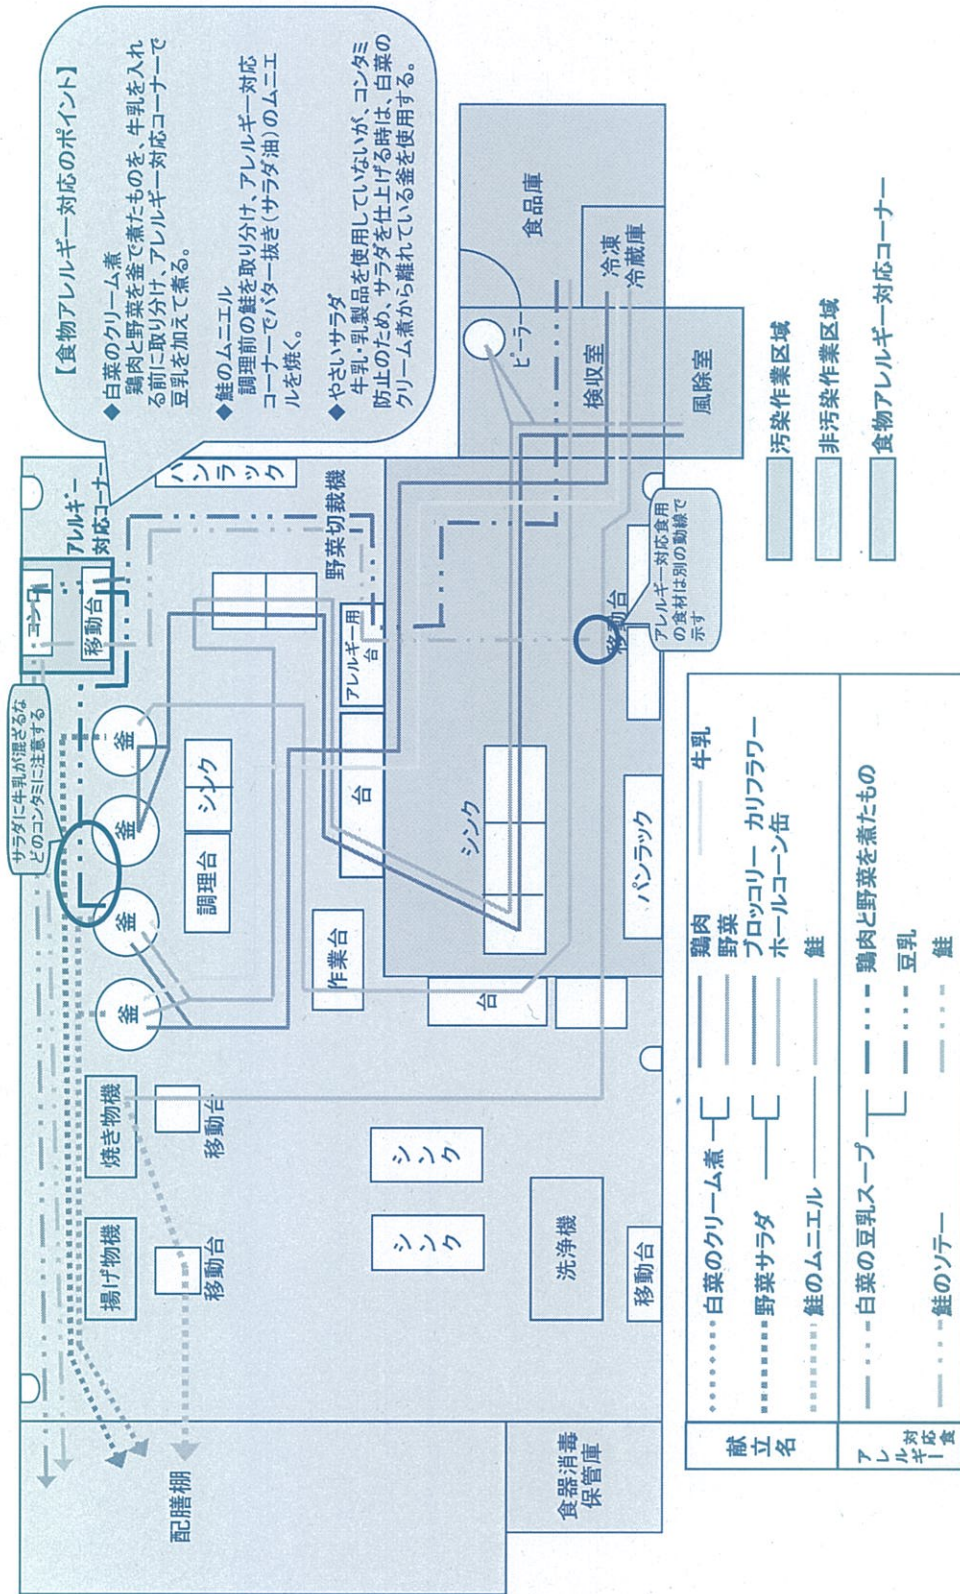 【食物アレルギー対応のポイント】
◆白菜のクリーム煮
鶏肉と野菜を釜で煮たものを、牛乳を入れ
る前に取り分け、アレルギー対応コーナーで
豆乳を加えて煮る。
◆鮭のムニエル
調理前の鮭を取り分け、アレルギー対応
コーナーでバター抜き(サラダ油)のムニエ
ルを焼く。
◆やさいサラダ
牛乳・乳製品を使用していないが、コンタミ
防止のため、サラダを仕上げる時は、白菜の
クリーム煮から離れている釜を使用する。
サラダに牛乳が混ざるな
どのコンタミに注意する
コンロ
移動台
アレルギー
対応コーナー
パンラック
揚げ物機
焼き物機
釜
釜
釜
釜
移動台
移動台
調理台
シンク
野菜切裁機
作業台
台
アレルギー用
台
シンク
シンク
台
シンク
洗浄機
移動台
パンラック
移動台
アレルギー対応食用
の食材は別の動線で
示す
ピーラー
検収室
風除室
食品庫
冷凍
冷蔵庫
配膳棚
食器消毒
保管庫
汚染作業区域
非汚染作業区域
食物アレルギー対応コーナー
献立名
白菜のクリーム煮
鶏肉
牛乳
野菜
野菜サラダ
ブロッコリー カリフラワー
ホールコーン缶
鮭のムニエル
鮭
アレルギー対応食
白菜の豆乳スープ
鶏肉と野菜を煮たもの
豆乳
鮭のソテー
鮭